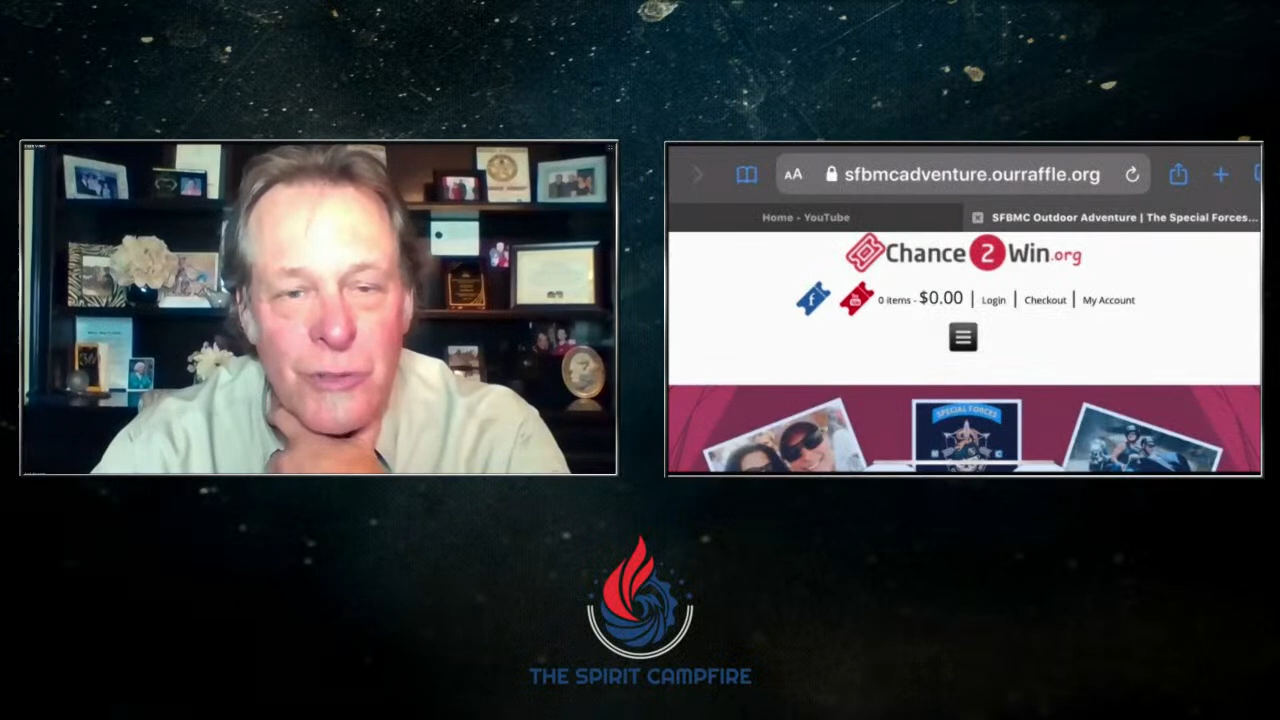 AA sfbmcadventure.ourraffle.org
Home - YouTube
SFBMC Outdoor Adventure | The Special Forces...
Chance 2 Win.org
0 items - $0.00 | Login | Checkout | My Account
SPECIAL FORCES
THE SPIRIT CAMPFIRE